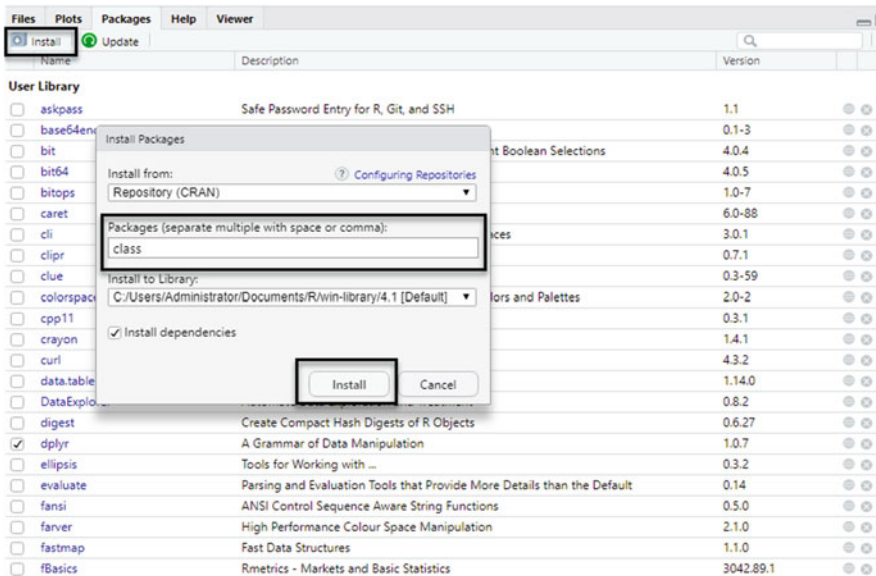 Files Plots Packages Help Viewer
Install Update
Name Description Version
User Library
askpass Safe Password Entry for R, Git, and SSH 1.1
base64enc 0.1-3
bit nt Boolean Selections 4.0.4
bit64 4.0.5
bitops 1.0-7
caret 6.0-88
cli ces 3.0.1
clipr 0.7.1
clue 0.3-59
colorspace lors and Palettes 2.0-2
cpp11 0.3.1
crayon 1.4.1
curl 4.3.2
data.table 1.14.0
DataExplorer 0.8.2
digest Create Compact Hash Digests of R Objects 0.6.27
dplyr A Grammar of Data Manipulation 1.0.7
ellipsis Tools for Working with ... 0.3.2
evaluate Parsing and Evaluation Tools that Provide More Details than the Default 0.14
fansi ANSI Control Sequence Aware String Functions 0.5.0
farver High Performance Colour Space Manipulation 2.1.0
fastmap Fast Data Structures 1.1.0
fBasics Rmetrics - Markets and Basic Statistics 3042.89.1
Install Packages
Install from: ? Configuring Repositories
Repository (CRAN)
Packages (separate multiple with space or comma):
class
Install to Library:
C:/Users/Administrator/Documents/R/win-library/4.1 [Default]
Install dependencies
Install Cancel